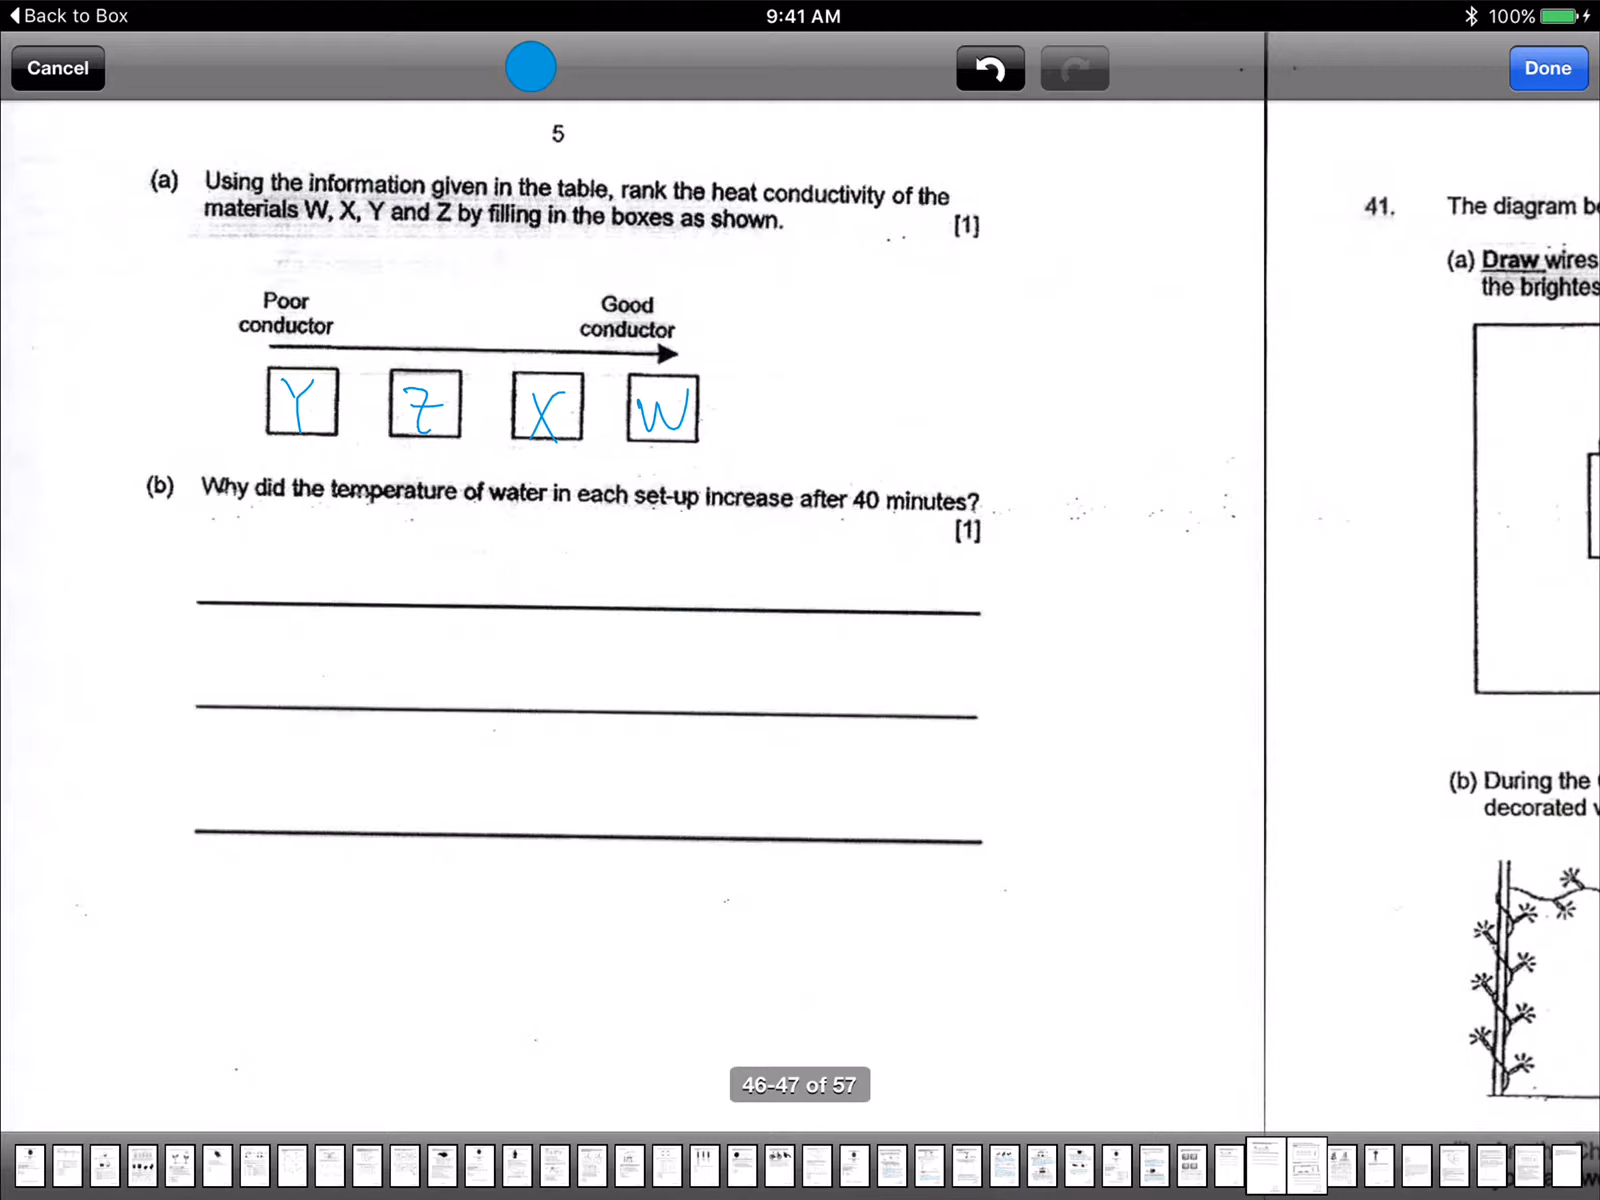 Back to Box
9:41 AM
100%
Cancel
Done
5
(a) Using the information given in the table, rank the heat conductivity of the
materials W, X, Y and Z by filling in the boxes as shown.
[1]
Poor
conductor
Good
conductor
Y Z X W
(b) Why did the temperature of water in each set-up increase after 40 minutes?
[1]
41. The diagram be
(a) Draw wires
the brightes
(b) During the
decorated
46-47 of 57